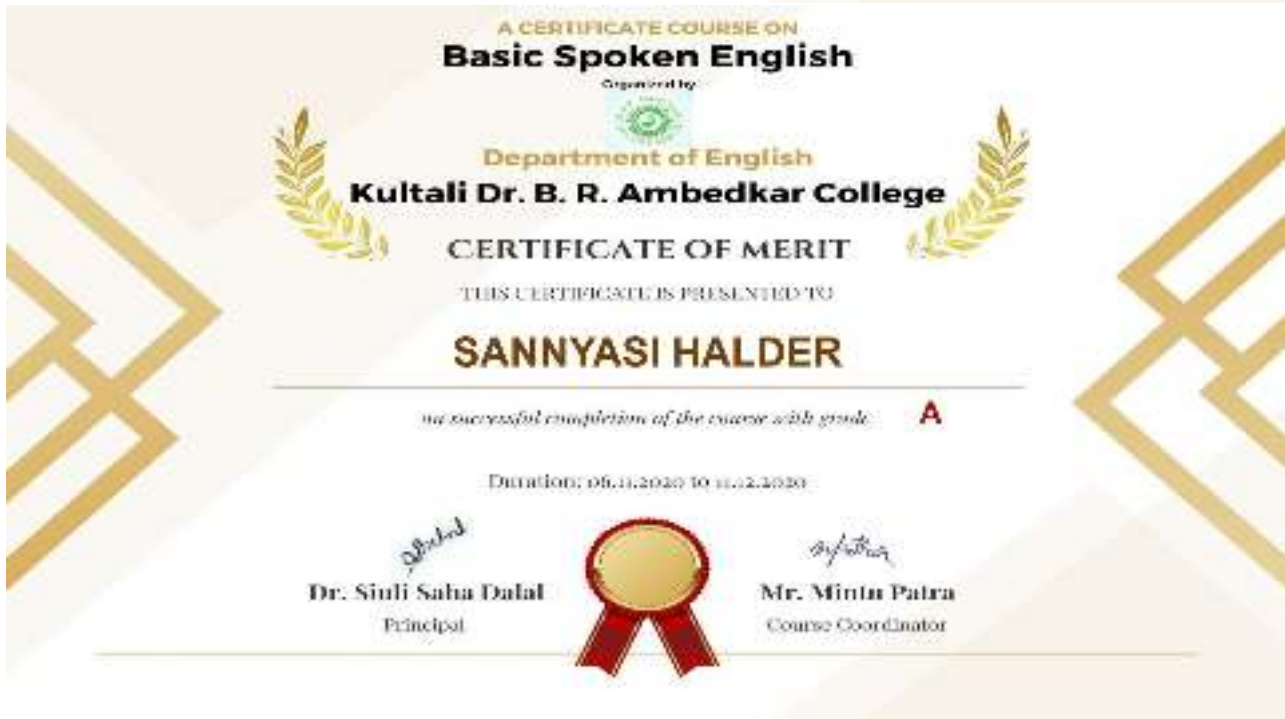 A CERTIFICATE COURSE ON
Basic Spoken English
Organized by
Department of English
Kultali Dr. B. R. Ambedkar College
CERTIFICATE OF MERIT
THIS CERTIFICATE IS PRESENTED TO
SANNYASI HALDER
on successful completion of the course with grade A
Duration: 06.11.2020 to 11.12.2020
Dr. Siuli Saha Dalal Mr. Mintu Patra
Principal Course Coordinator